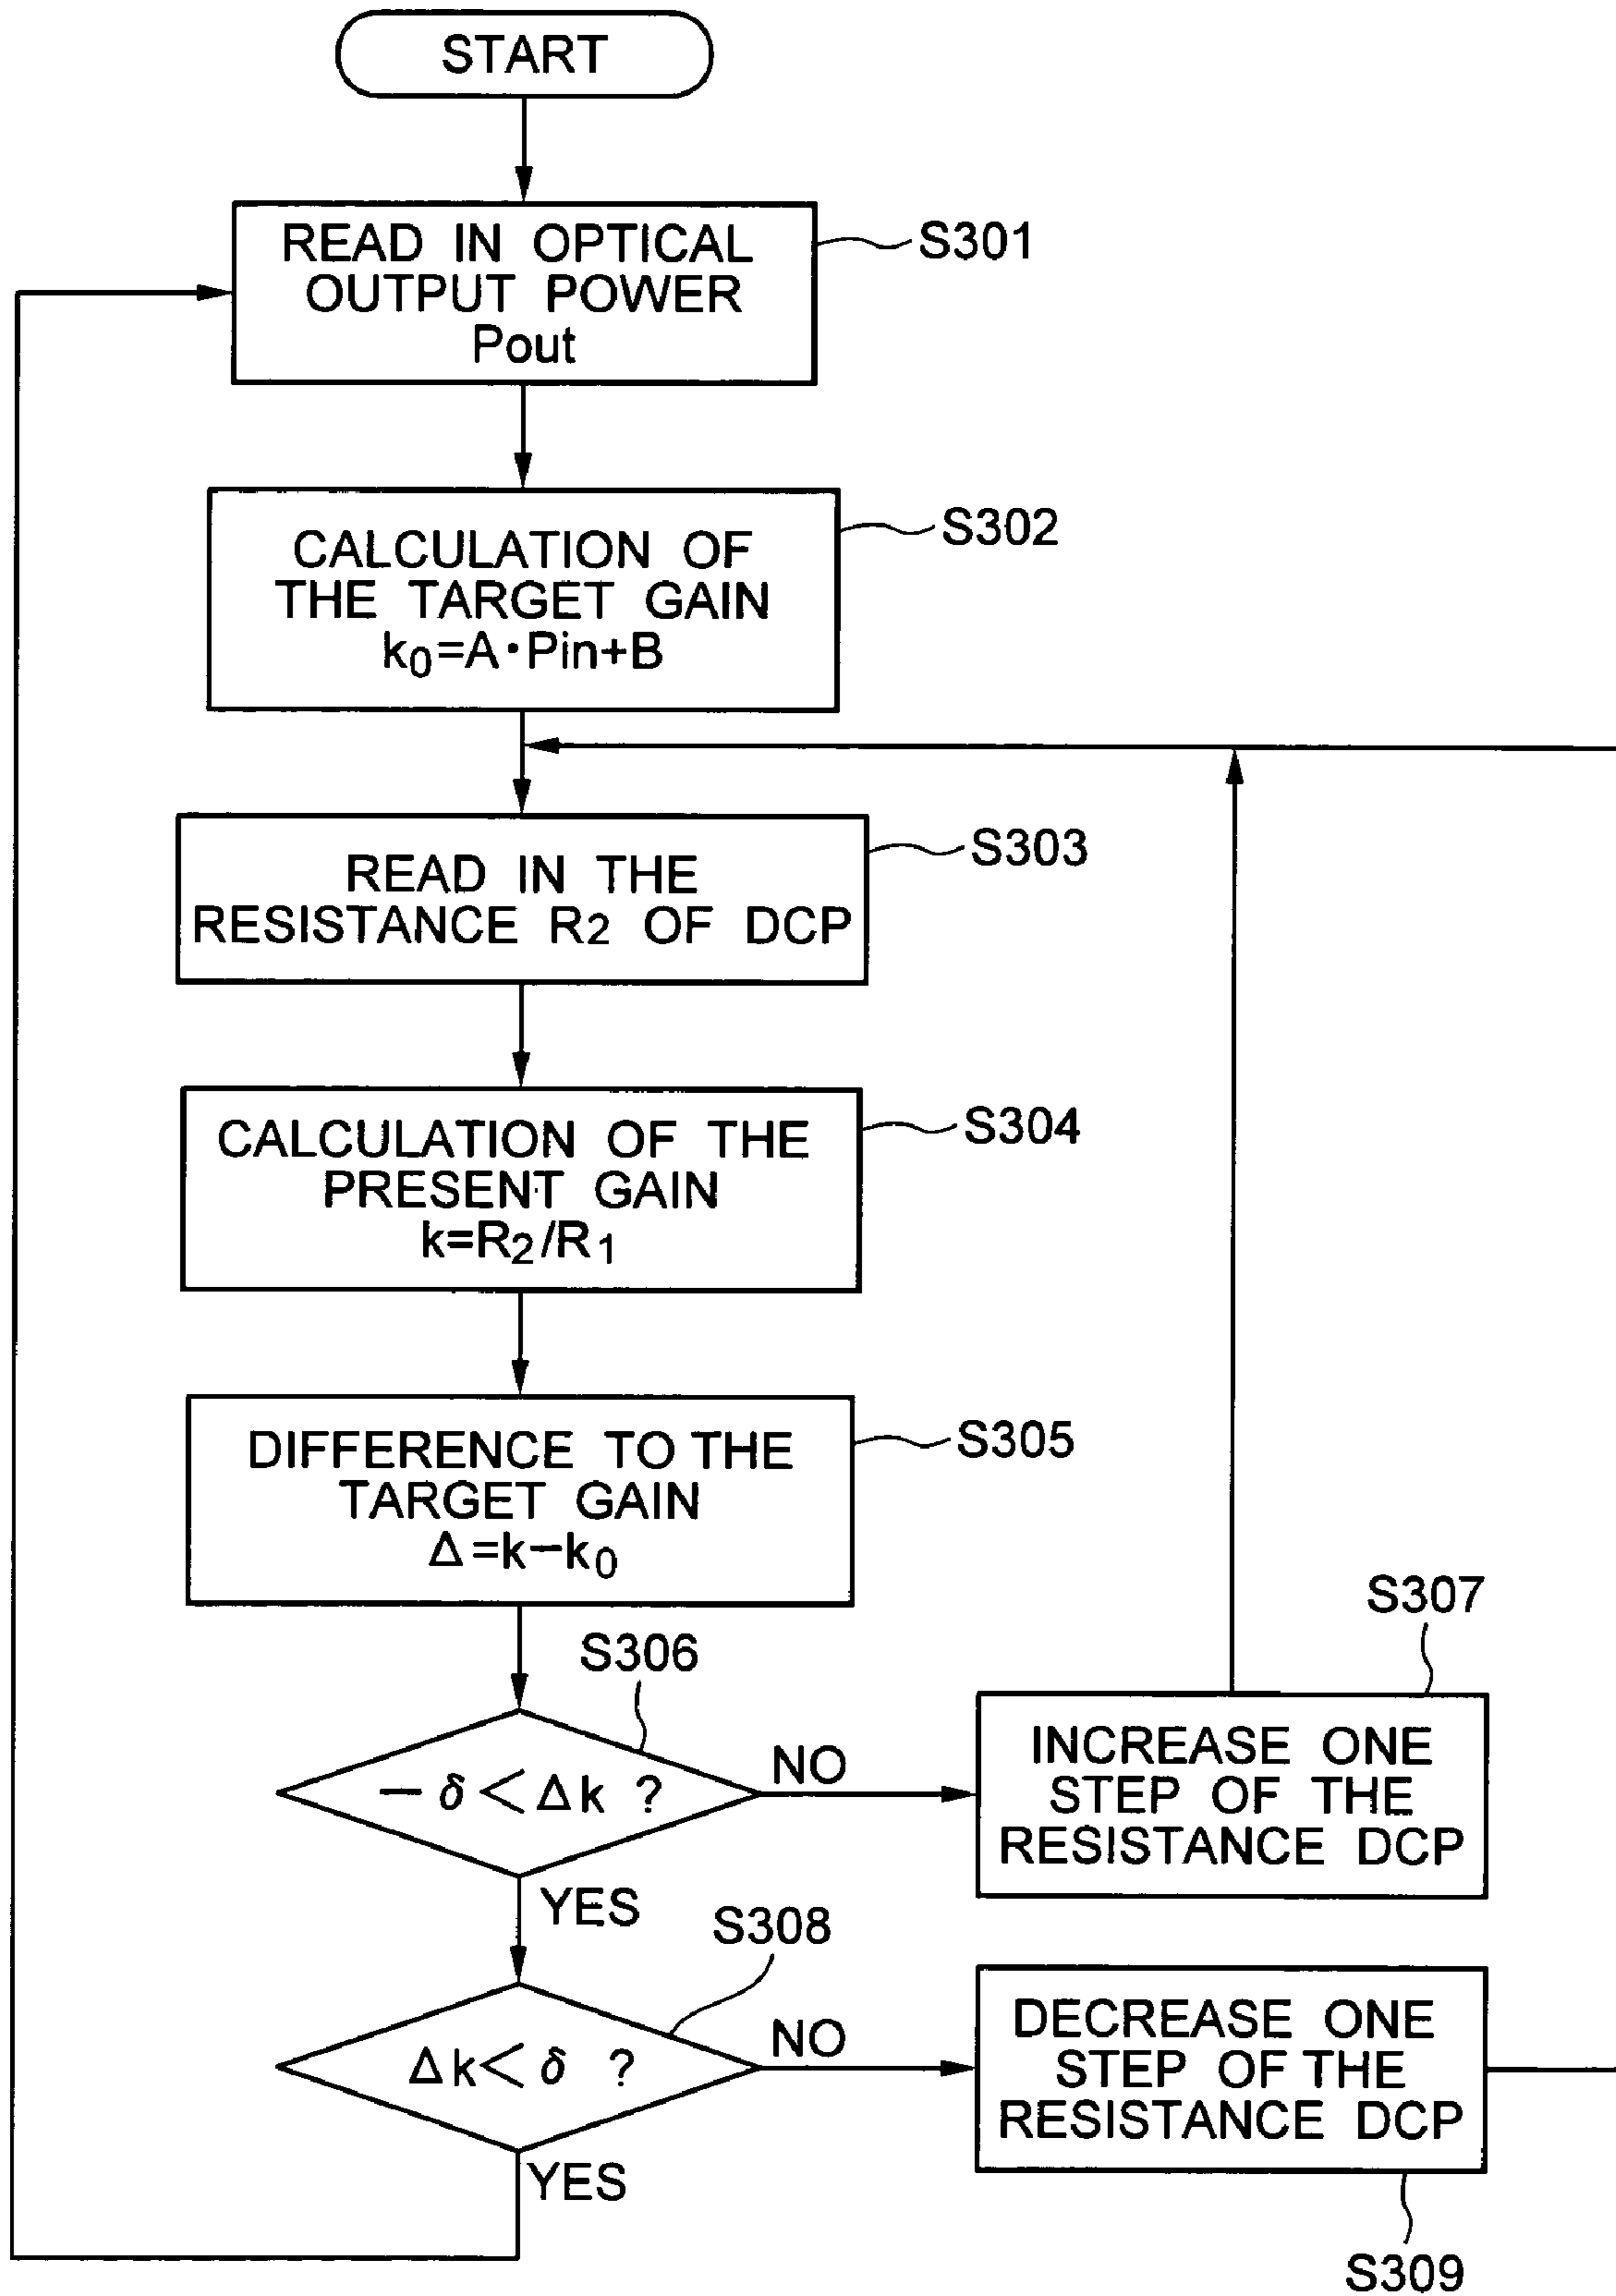 START
READ IN OPTICAL
OUTPUT POWER
Pout
S301
CALCULATION OF
THE TARGET GAIN
k₀=A・Pin+B
S302
READ IN THE
RESISTANCE R₂ OF DCP
S303
CALCULATION OF THE
PRESENT GAIN
k=R₂/R₁
S304
DIFFERENCE TO THE
TARGET GAIN
Δ=k−k₀
S305
S306
−δ<Δk ?
NO
YES
S307
INCREASE ONE
STEP OF THE
RESISTANCE DCP
S308
Δk<δ ?
NO
YES
DECREASE ONE
STEP OF THE
RESISTANCE DCP
S309